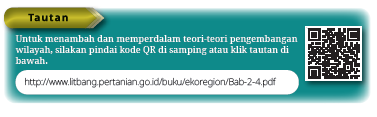 Tautan
Untuk menambah dan memperdalam teori-teori pengembangan
wilayah, silakan pindai kode QR di samping atau klik tautan di
bawah.
http://www.litbang.pertanian.go.id/buku/ekoregion/Bab-2-4.pdf